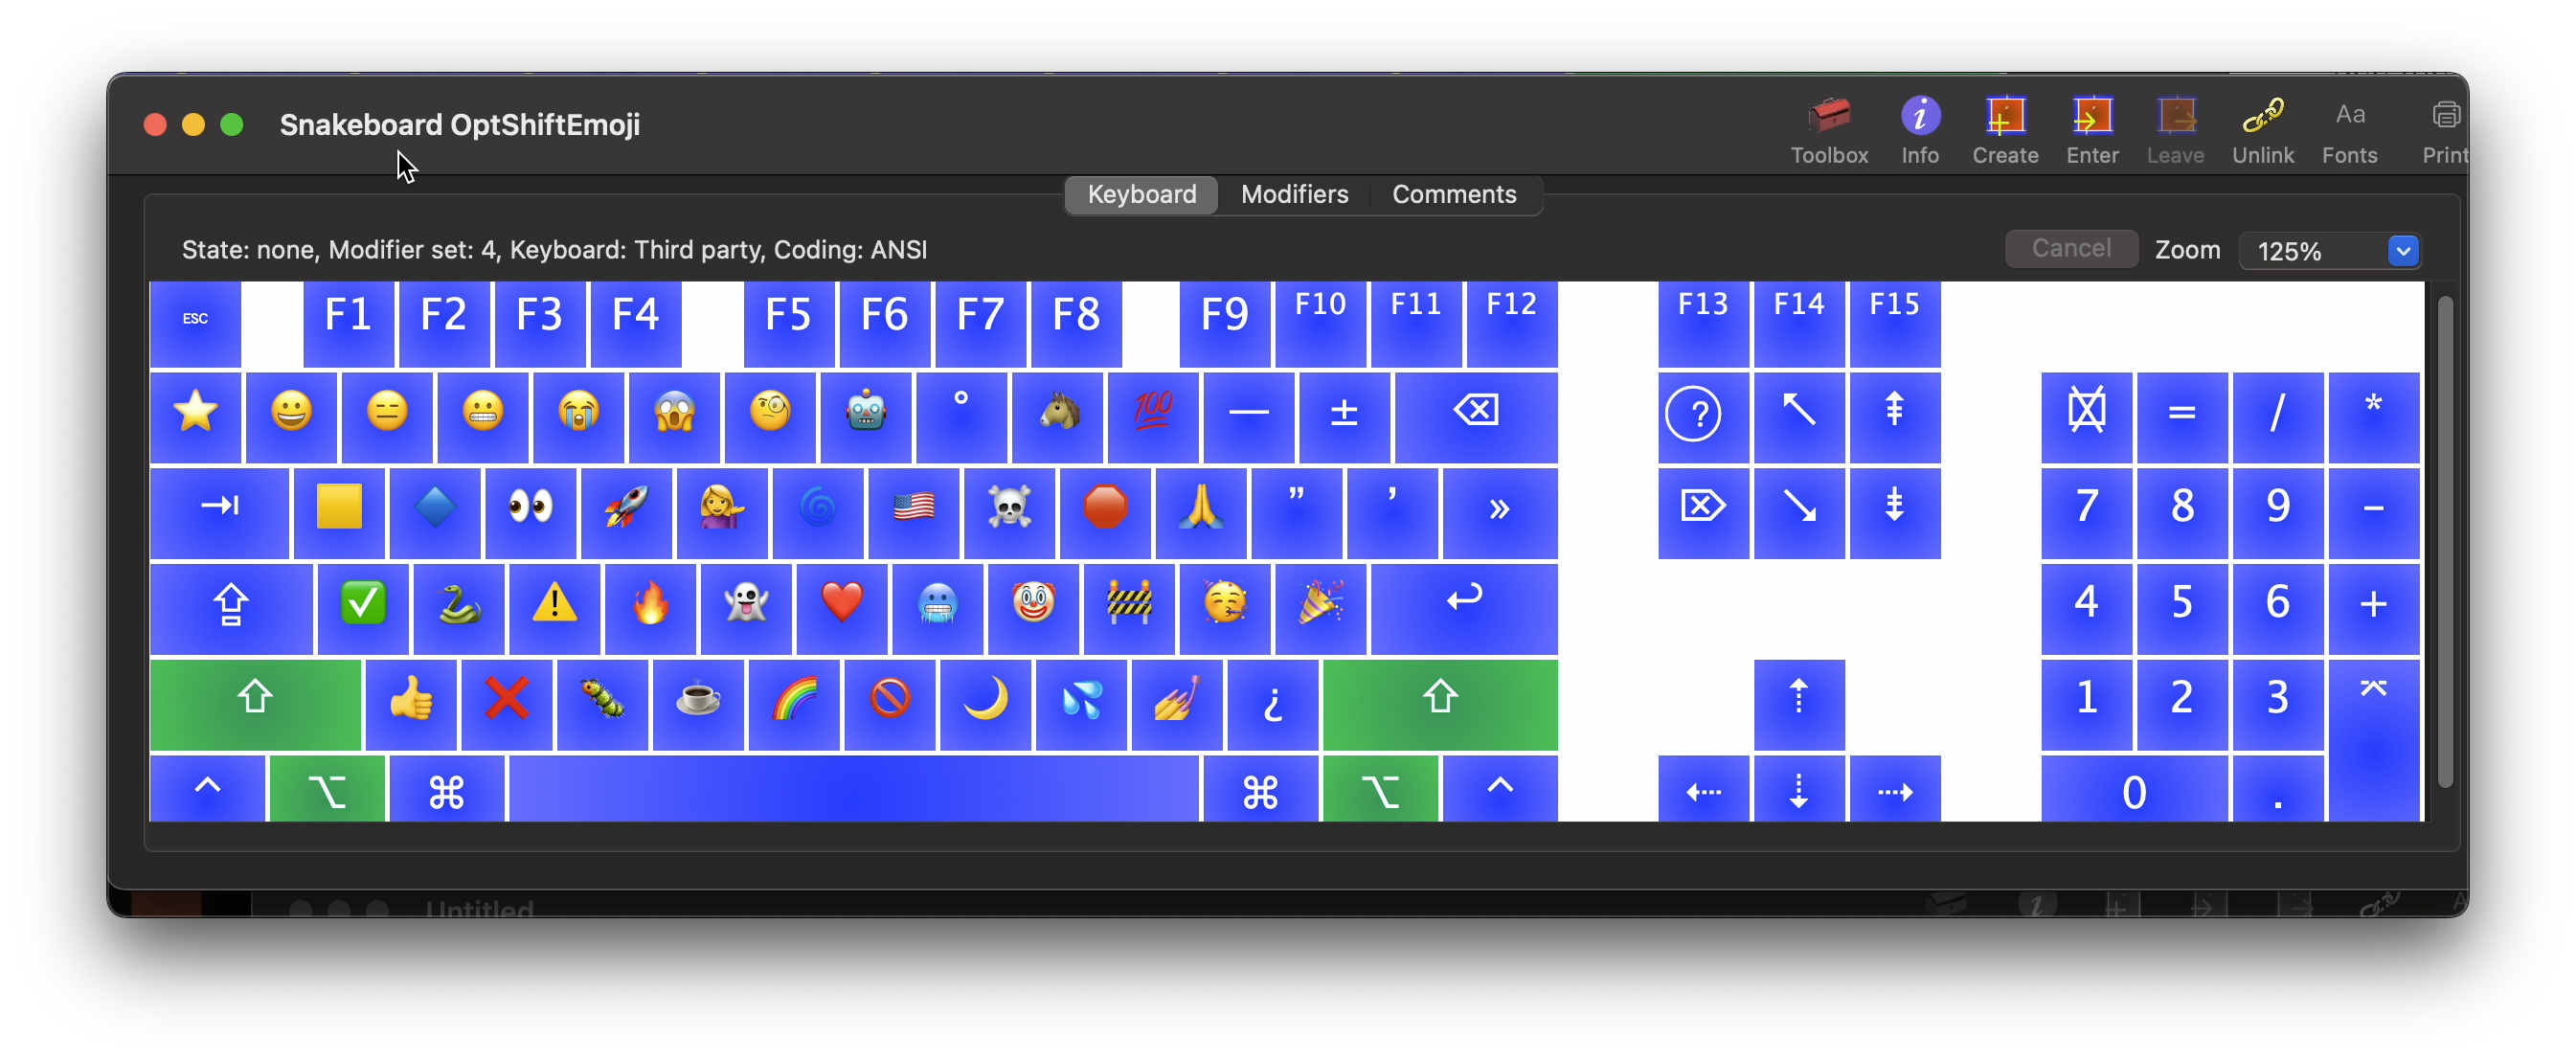 Snakeboard OptShiftEmoji
Toolbox Info Create Enter Leave Unlink Fonts Print
Keyboard Modifiers Comments
State: none, Modifier set: 4, Keyboard: Third party, Coding: ANSI
Cancel Zoom 125%
ESC F1 F2 F3 F4 F5 F6 F7 F8 F9 F10 F11 F12 F13 F14 F15
⭐ 😀 😑 😬 😭 😱 🧐 🤖 ° 🐴 💯 — ± ⌫ ? ↖ ⇞ ⌧ = / *
⇥ 🟨 🔷 👀 🚀 💁‍♀️ 🌀 🇺🇸 ☠️ 🛑 🙏 ” ’ » ⌦ ↘ ⇟ 7 8 9 −
⇪ ✅ 🐍 ⚠️ 🔥 👻 ❤️ 🥶 🤡 🚧 🥳 🎉 ↩ 4 5 6 +
⇧ 👍 ❌ 🐛 ☕ 🌈 🚫 🌙 💦 💅 ¿ ⇧ ⇡ 1 2 3 ⌤
⌃ ⌥ ⌘ ⌘ ⌥ ⌃ ⇠ ⇣ ⇢ 0 .
Untitled